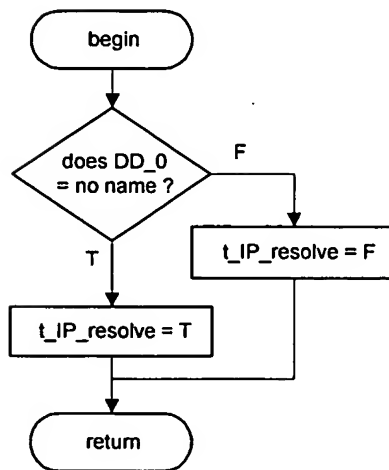 begin
does DD_0
= no name ?
F
T
t_IP_resolve = F
t_IP_resolve = T
return